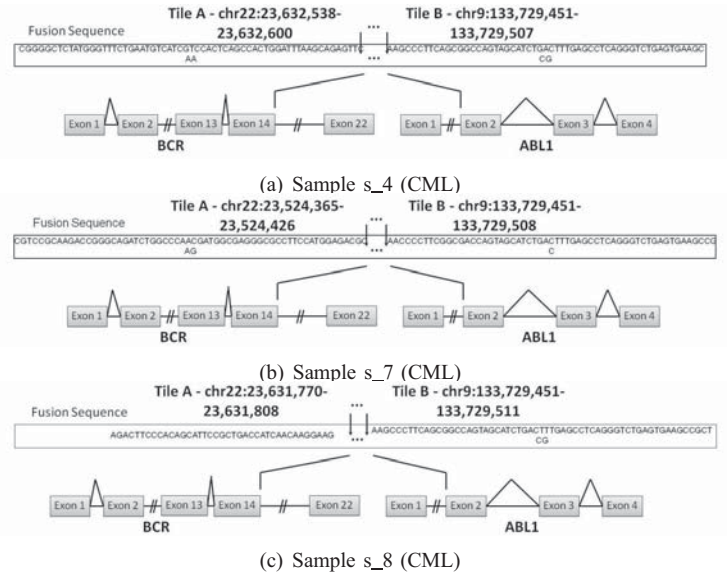 Tile A - chr22:23,632,538-
23,632,600
...
Tile B - chr9:133,729,451-
133,729,507
Fusion Sequence
CGGGGCTCTATGGGTTTCTGAATGTCATCGTCCACTCAGCCACTGGATTTAAGCAGAGTTC ... AAGCCCTTCAGCGGCCAGTAGCATCTGACTTTGAGCCTCAGGGTCTGAGTGAAGC
AA CG
Exon 1 Exon 2 Exon 13 Exon 14 Exon 22 Exon 1 Exon 2 Exon 3 Exon 4
BCR ABL1
(a) Sample s_4 (CML)
Tile A - chr22:23,524,365-
23,524,426
...
Tile B - chr9:133,729,451-
133,729,508
Fusion Sequence
CGTCCGCAAGACCGGGCAGATCTGGCCCAACGATGGCGAGGGCGCCTTCCATGGAGACGC ... AACCCCTTCGGCGACCAGTAGCATCTGACTTTGAGCCTCAGGGTCTGAGTGAAGCCG
AG C
Exon 1 Exon 2 Exon 13 Exon 14 Exon 22 Exon 1 Exon 2 Exon 3 Exon 4
BCR ABL1
(b) Sample s_7 (CML)
Tile A - chr22:23,631,770-
23,631,808
...
Tile B - chr9:133,729,451-
133,729,511
Fusion Sequence
AGACTTCCCACAGCATTCCGCTGACCATCAACAAGGAAG ... AAGCCCTTCAGCGGCCAGTAGCATCTGACTTTGAGCCTCAGGGTCTGAGTGAAGCCGCT
CG
Exon 1 Exon 2 Exon 13 Exon 14 Exon 22 Exon 1 Exon 2 Exon 3 Exon 4
BCR ABL1
(c) Sample s_8 (CML)